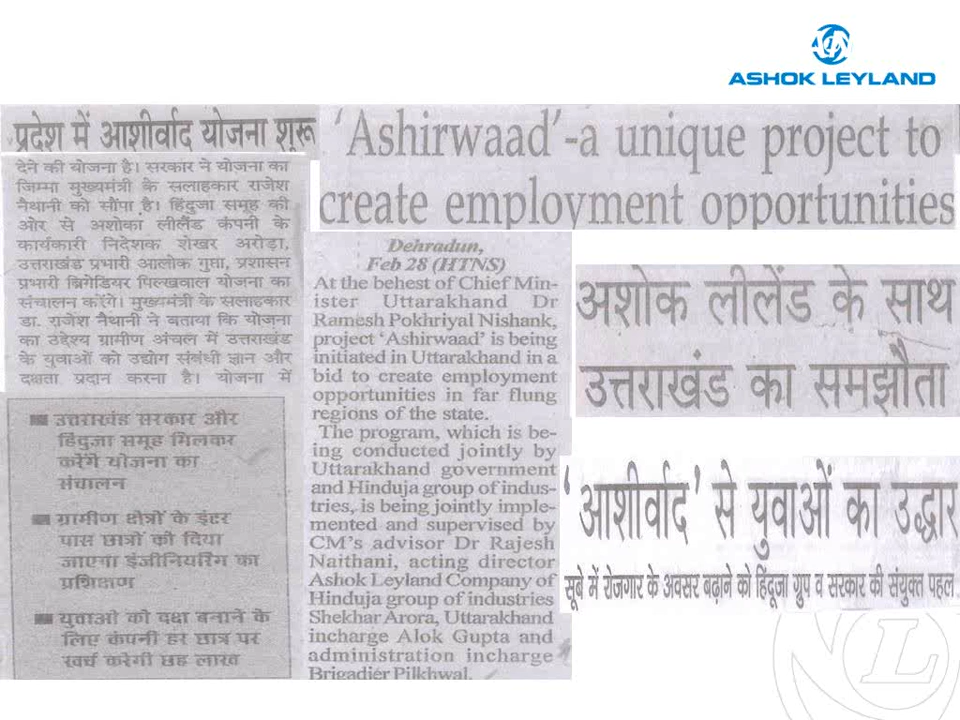 ASHOK LEYLAND
प्रदेश में आशीर्वाद योजना शुरू
देने की योजना है। सरकार ने योजना का
जिम्मा मुख्यमंत्री के सलाहकार राजेश
नैथानी को सौंपा है। हिंदुजा समूह की
ओर से अशोका लीलैंड कंपनी के
कार्यकारी निदेशक शेखर अरोड़ा,
उत्तराखंड प्रभारी आलोक गुप्ता, प्रशासन
प्रभारी ब्रिगेडियर पिल्खवाल योजना का
संचालन करेंगे। मुख्यमंत्री के सलाहकार
डा. राजेश नैथानी ने बताया कि योजना
का उद्देश्य ग्रामीण अंचल में उत्तराखंड
के युवाओं को उद्योग संबंधी ज्ञान और
दक्षता प्रदान करना है। योजना में
उत्तराखंड सरकार और
हिंदुजा समूह मिलकर
करेंगे योजना का
संचालन
ग्रामीण क्षेत्रों के इंटर
पास छात्रों को दिया
जाएगा इंजीनियरिंग का
प्रशिक्षण
युवाओं को दक्ष बनाने के
लिए कंपनी हर छात्र पर
खर्च करेगी छह लाख
'Ashirwaad'-a unique project to
create employment opportunities
Dehradun,
Feb 28 (HTNS)
At the behest of Chief Min-
ister Uttarakhand Dr
Ramesh Pokhriyal Nishank,
project 'Ashirwaad' is being
initiated in Uttarakhand in a
bid to create employment
opportunities in far flung
regions of the state.
The program, which is be-
ing conducted jointly by
Uttarakhand government
and Hinduja group of indus-
tries, is being jointly imple-
mented and supervised by
CM's advisor Dr Rajesh
Naithani, acting director
Ashok Leyland Company of
Hinduja group of industries
Shekhar Arora, Uttarakhand
incharge Alok Gupta and
administration incharge
Brigadier Pilkhwal.
अशोक लीलेंड के साथ
उत्तराखंड का समझौता
'आशीर्वाद' से युवाओं का उद्धार
सूबे में रोजगार के अवसर बढ़ाने को हिंदूजा ग्रुप व सरकार की संयुक्त पहल